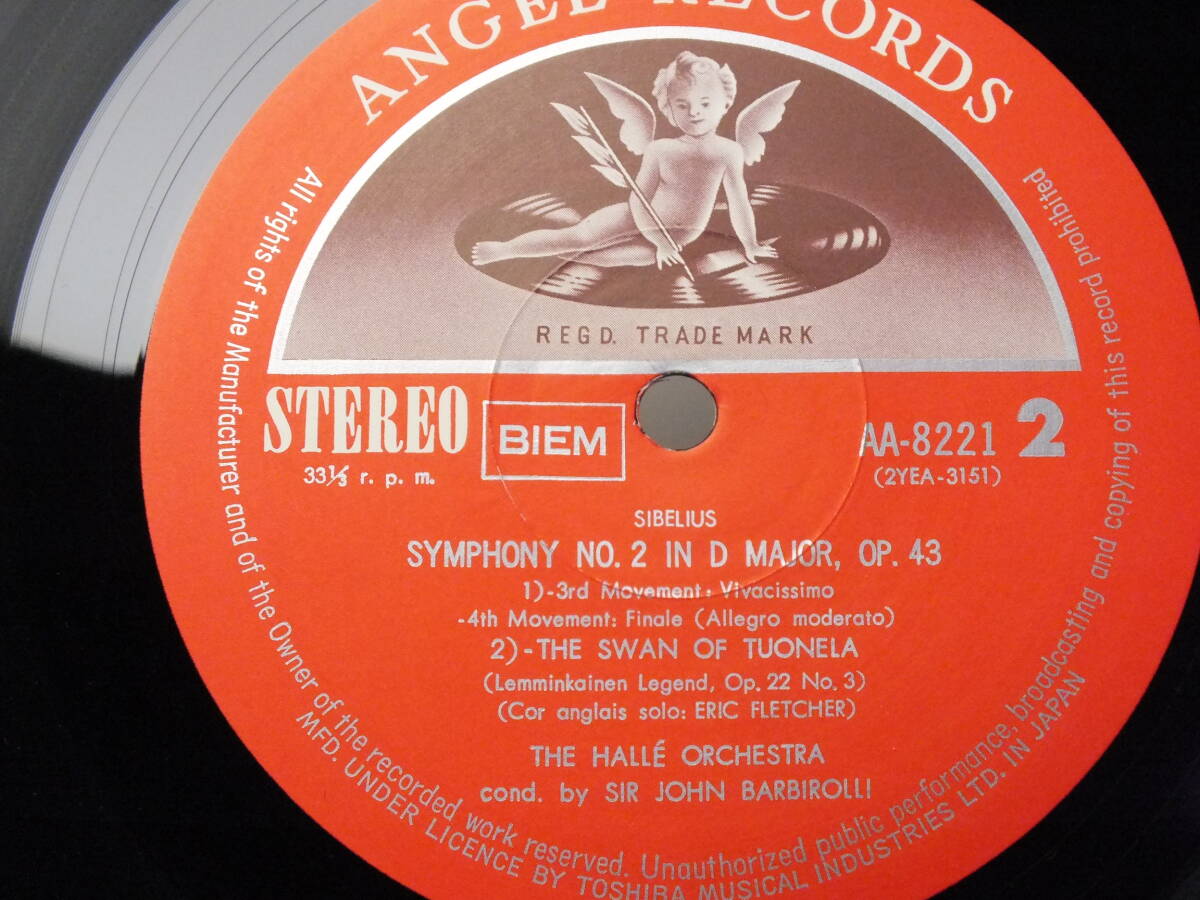 ANGEL RECORDS
REGD. TRADE MARK
STEREO
33⅓ r. p. m.
BIEM
AA-8221 2
(2YEA-3151)
SIBELIUS
SYMPHONY NO. 2 IN D MAJOR, OP. 43
1)-3rd Movement: Vivacissimo
-4th Movement: Finale (Allegro moderato)
2)-THE SWAN OF TUONELA
(Lemminkainen Legend, Op. 22 No. 3)
(Cor anglais solo: ERIC FLETCHER)
THE HALLÉ ORCHESTRA
cond. by SIR JOHN BARBIROLLI
All rights of the Manufacturer and of the Owner of the recorded work reserved. Unauthorized public performance, broadcasting and copying of this record prohibited
MFD. UNDER LICENCE BY TOSHIBA MUSICAL INDUSTRIES LTD. IN JAPAN